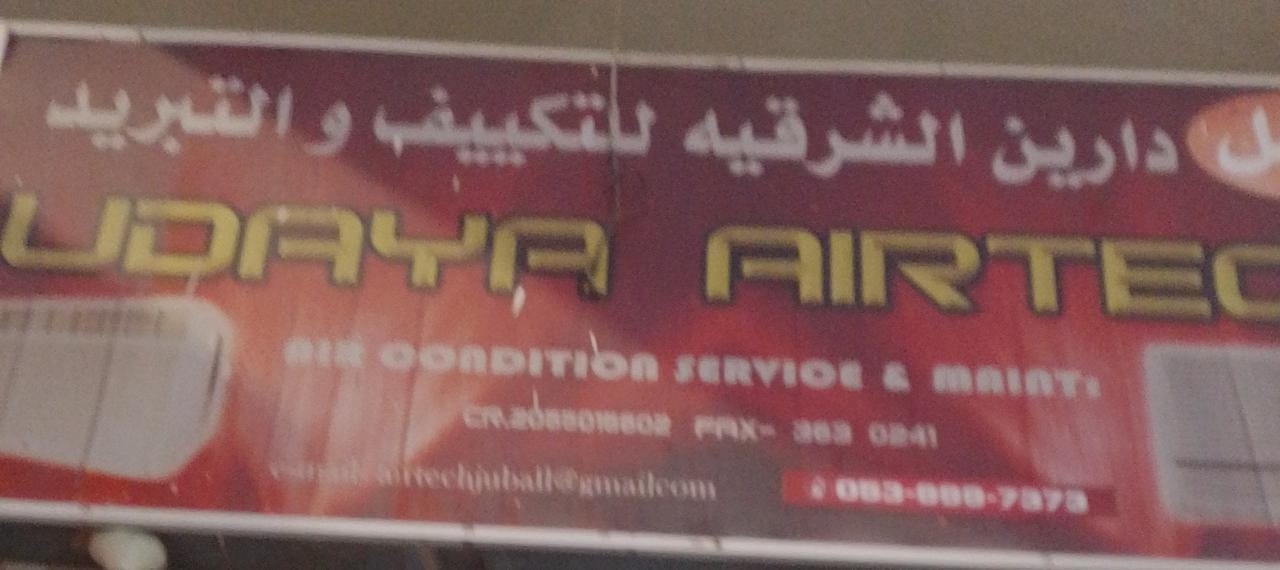 دارين الشرقيه للتكييف و التبريد
UDAYA AIRTEC
AIR CONDITION SERVICE & MAINT:
FAX- 363 0241
airtechjubail@gmailcom